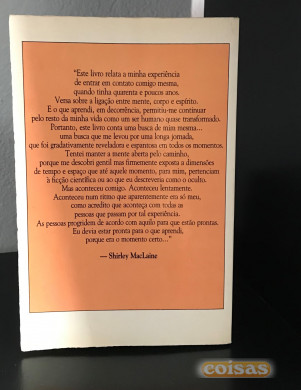 "Este livro relata a minha experiência
de entrar em contato comigo mesma,
quando tinha quarenta e poucos anos.
Versa sobre a ligação entre mente, corpo e espírito.
E o que aprendi, em decorrência, permitiu-me continuar
pelo resto da minha vida como um ser humano quase transformado.
Portanto, este livro conta uma busca de mim mesma...
uma busca que me levou por uma longa jornada,
que foi gradativamente reveladora e espantosa em todos os momentos.
Tentei manter a mente aberta pelo caminho,
porque me descobri gentil mas firmemente exposta a dimensões
de tempo e espaço que até aquele momento, para mim, pertenciam
à ficção científica ou ao que eu descreveria como o oculto.
Mas aconteceu comigo. Aconteceu lentamente.
Aconteceu num ritmo que aparentemente era só meu,
como acredito que aconteça com todas as
pessoas que passam por tal experiência.
As pessoas progridem de acordo com aquilo para que estão prontas.
Eu devia estar pronta para o que aprendi,
porque era o momento certo..."
— Shirley MacLaine
coisas